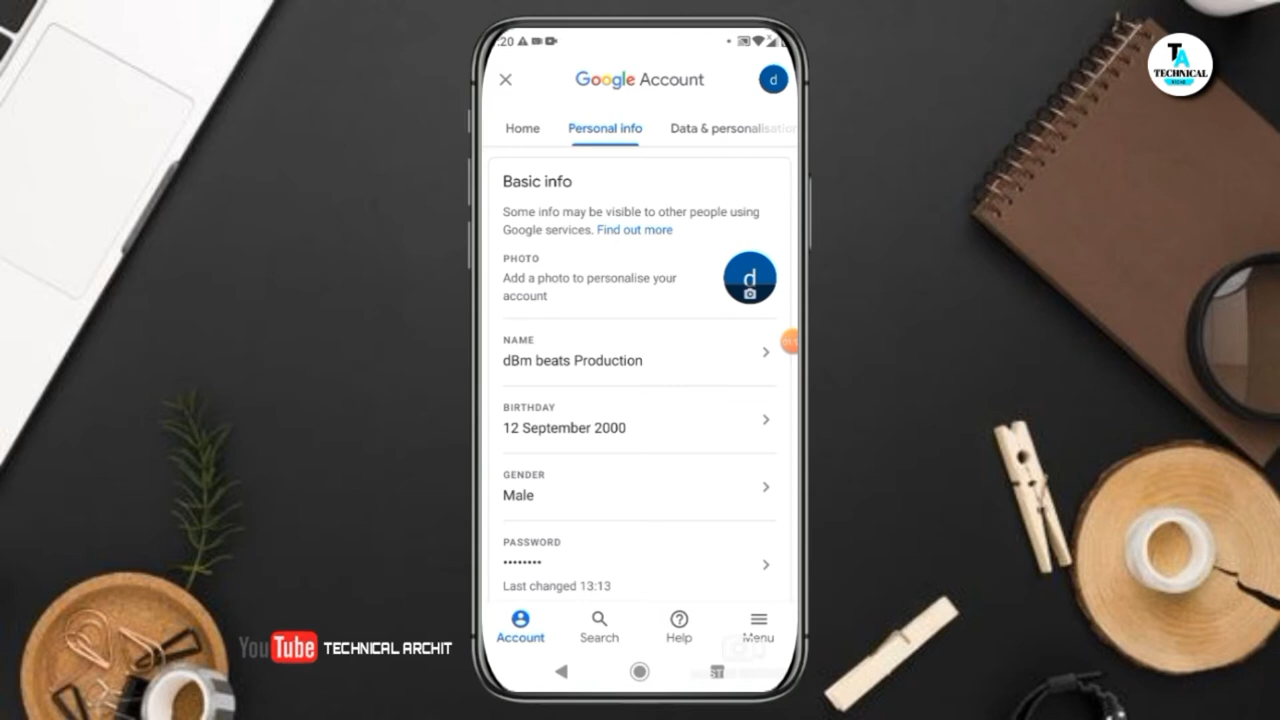 :20
Google Account
d
Home
Personal info
Data & personalisation
Basic info
Some info may be visible to other people using
Google services. Find out more
PHOTO
Add a photo to personalise your
account
d
NAME
dBm beats Production
BIRTHDAY
12 September 2000
GENDER
Male
PASSWORD
••••••••
Last changed 13:13
Account
Search
Help
Menu
YouTube TECHNICAL ARCHIT
TA
TECHNICAL